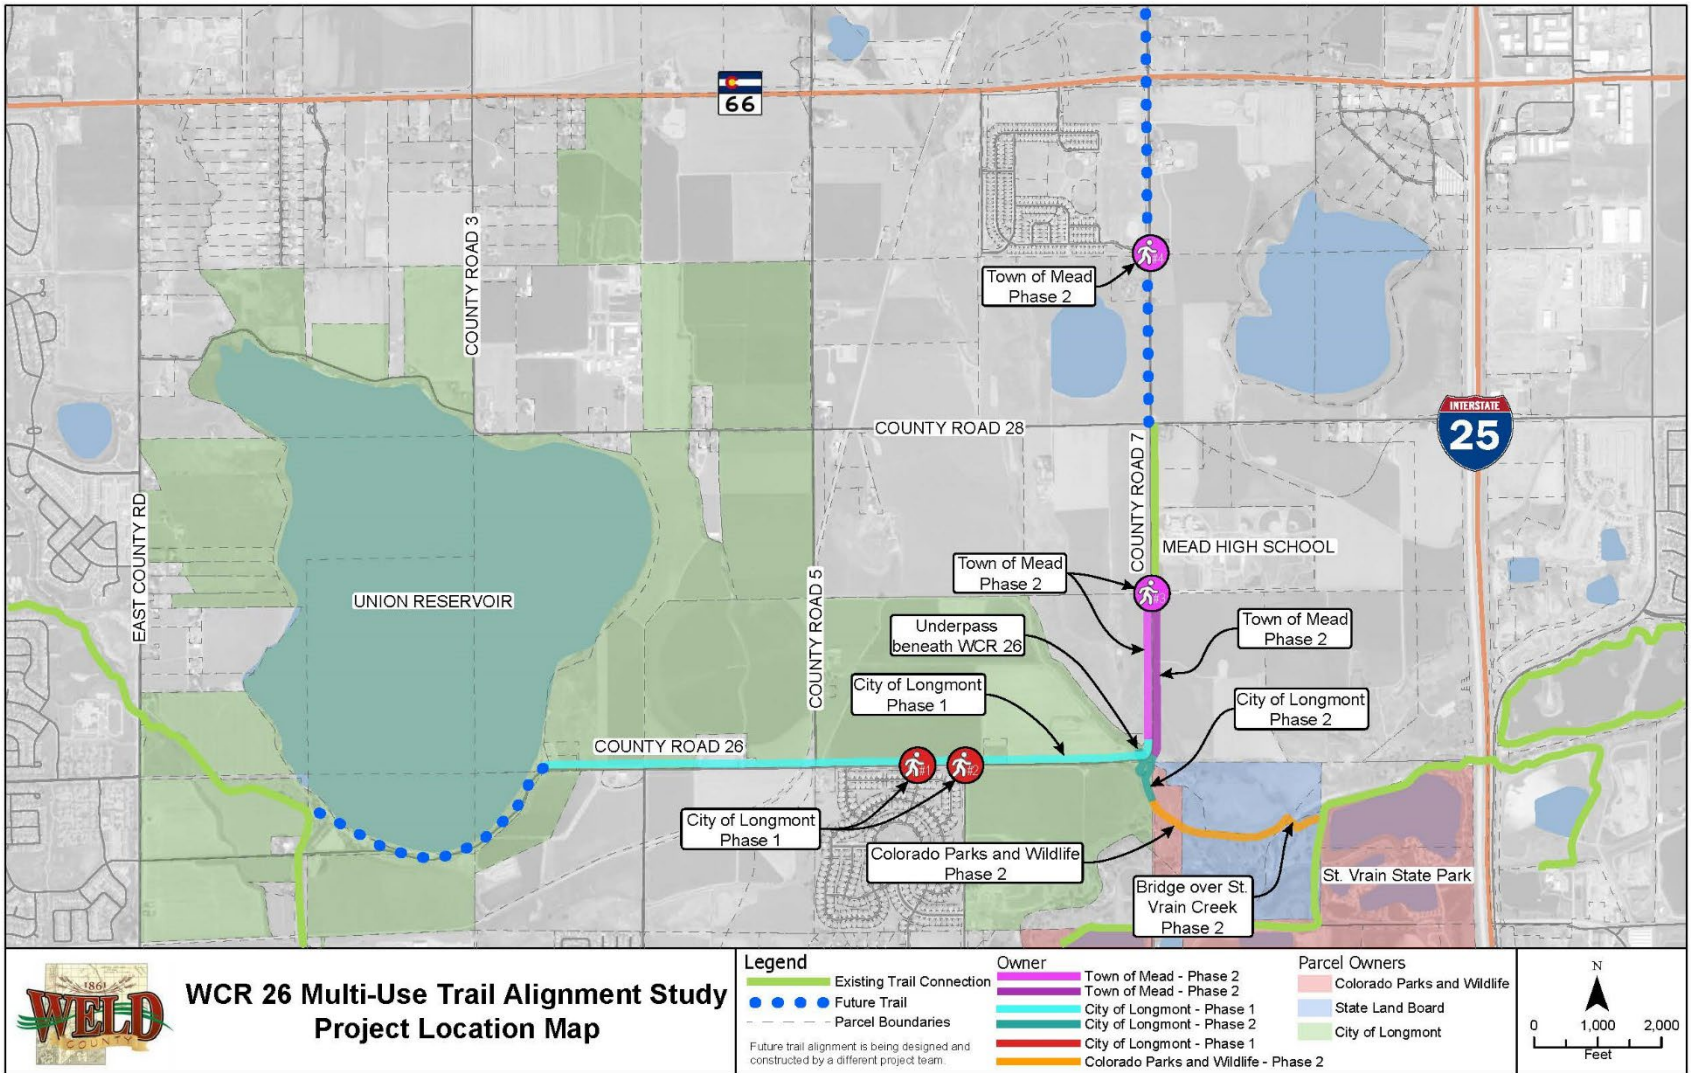 66
COUNTY ROAD 3
#4
Town of Mead
Phase 2
INTERSTATE
25
COUNTY ROAD 28
COUNTY ROAD 7
EAST COUNTY RD
MEAD HIGH SCHOOL
Town of Mead
Phase 2
#3
UNION RESERVOIR
COUNTY ROAD 5
Underpass
beneath WCR 26
Town of Mead
Phase 2
City of Longmont
Phase 1
City of Longmont
Phase 2
COUNTY ROAD 26
#1
#2
City of Longmont
Phase 1
Colorado Parks and Wildlife
Phase 2
St. Vrain State Park
Bridge over St.
Vrain Creek
Phase 2
1861
WELD
COUNTY
WCR 26 Multi-Use Trail Alignment Study
Project Location Map
Legend
Existing Trail Connection
Future Trail
Parcel Boundaries
Future trail alignment is being designed and
constructed by a different project team.
Owner
Town of Mead - Phase 2
Town of Mead - Phase 2
City of Longmont - Phase 1
City of Longmont - Phase 2
City of Longmont - Phase 1
Colorado Parks and Wildlife - Phase 2
Parcel Owners
Colorado Parks and Wildlife
State Land Board
City of Longmont
N
0 1,000 2,000
Feet